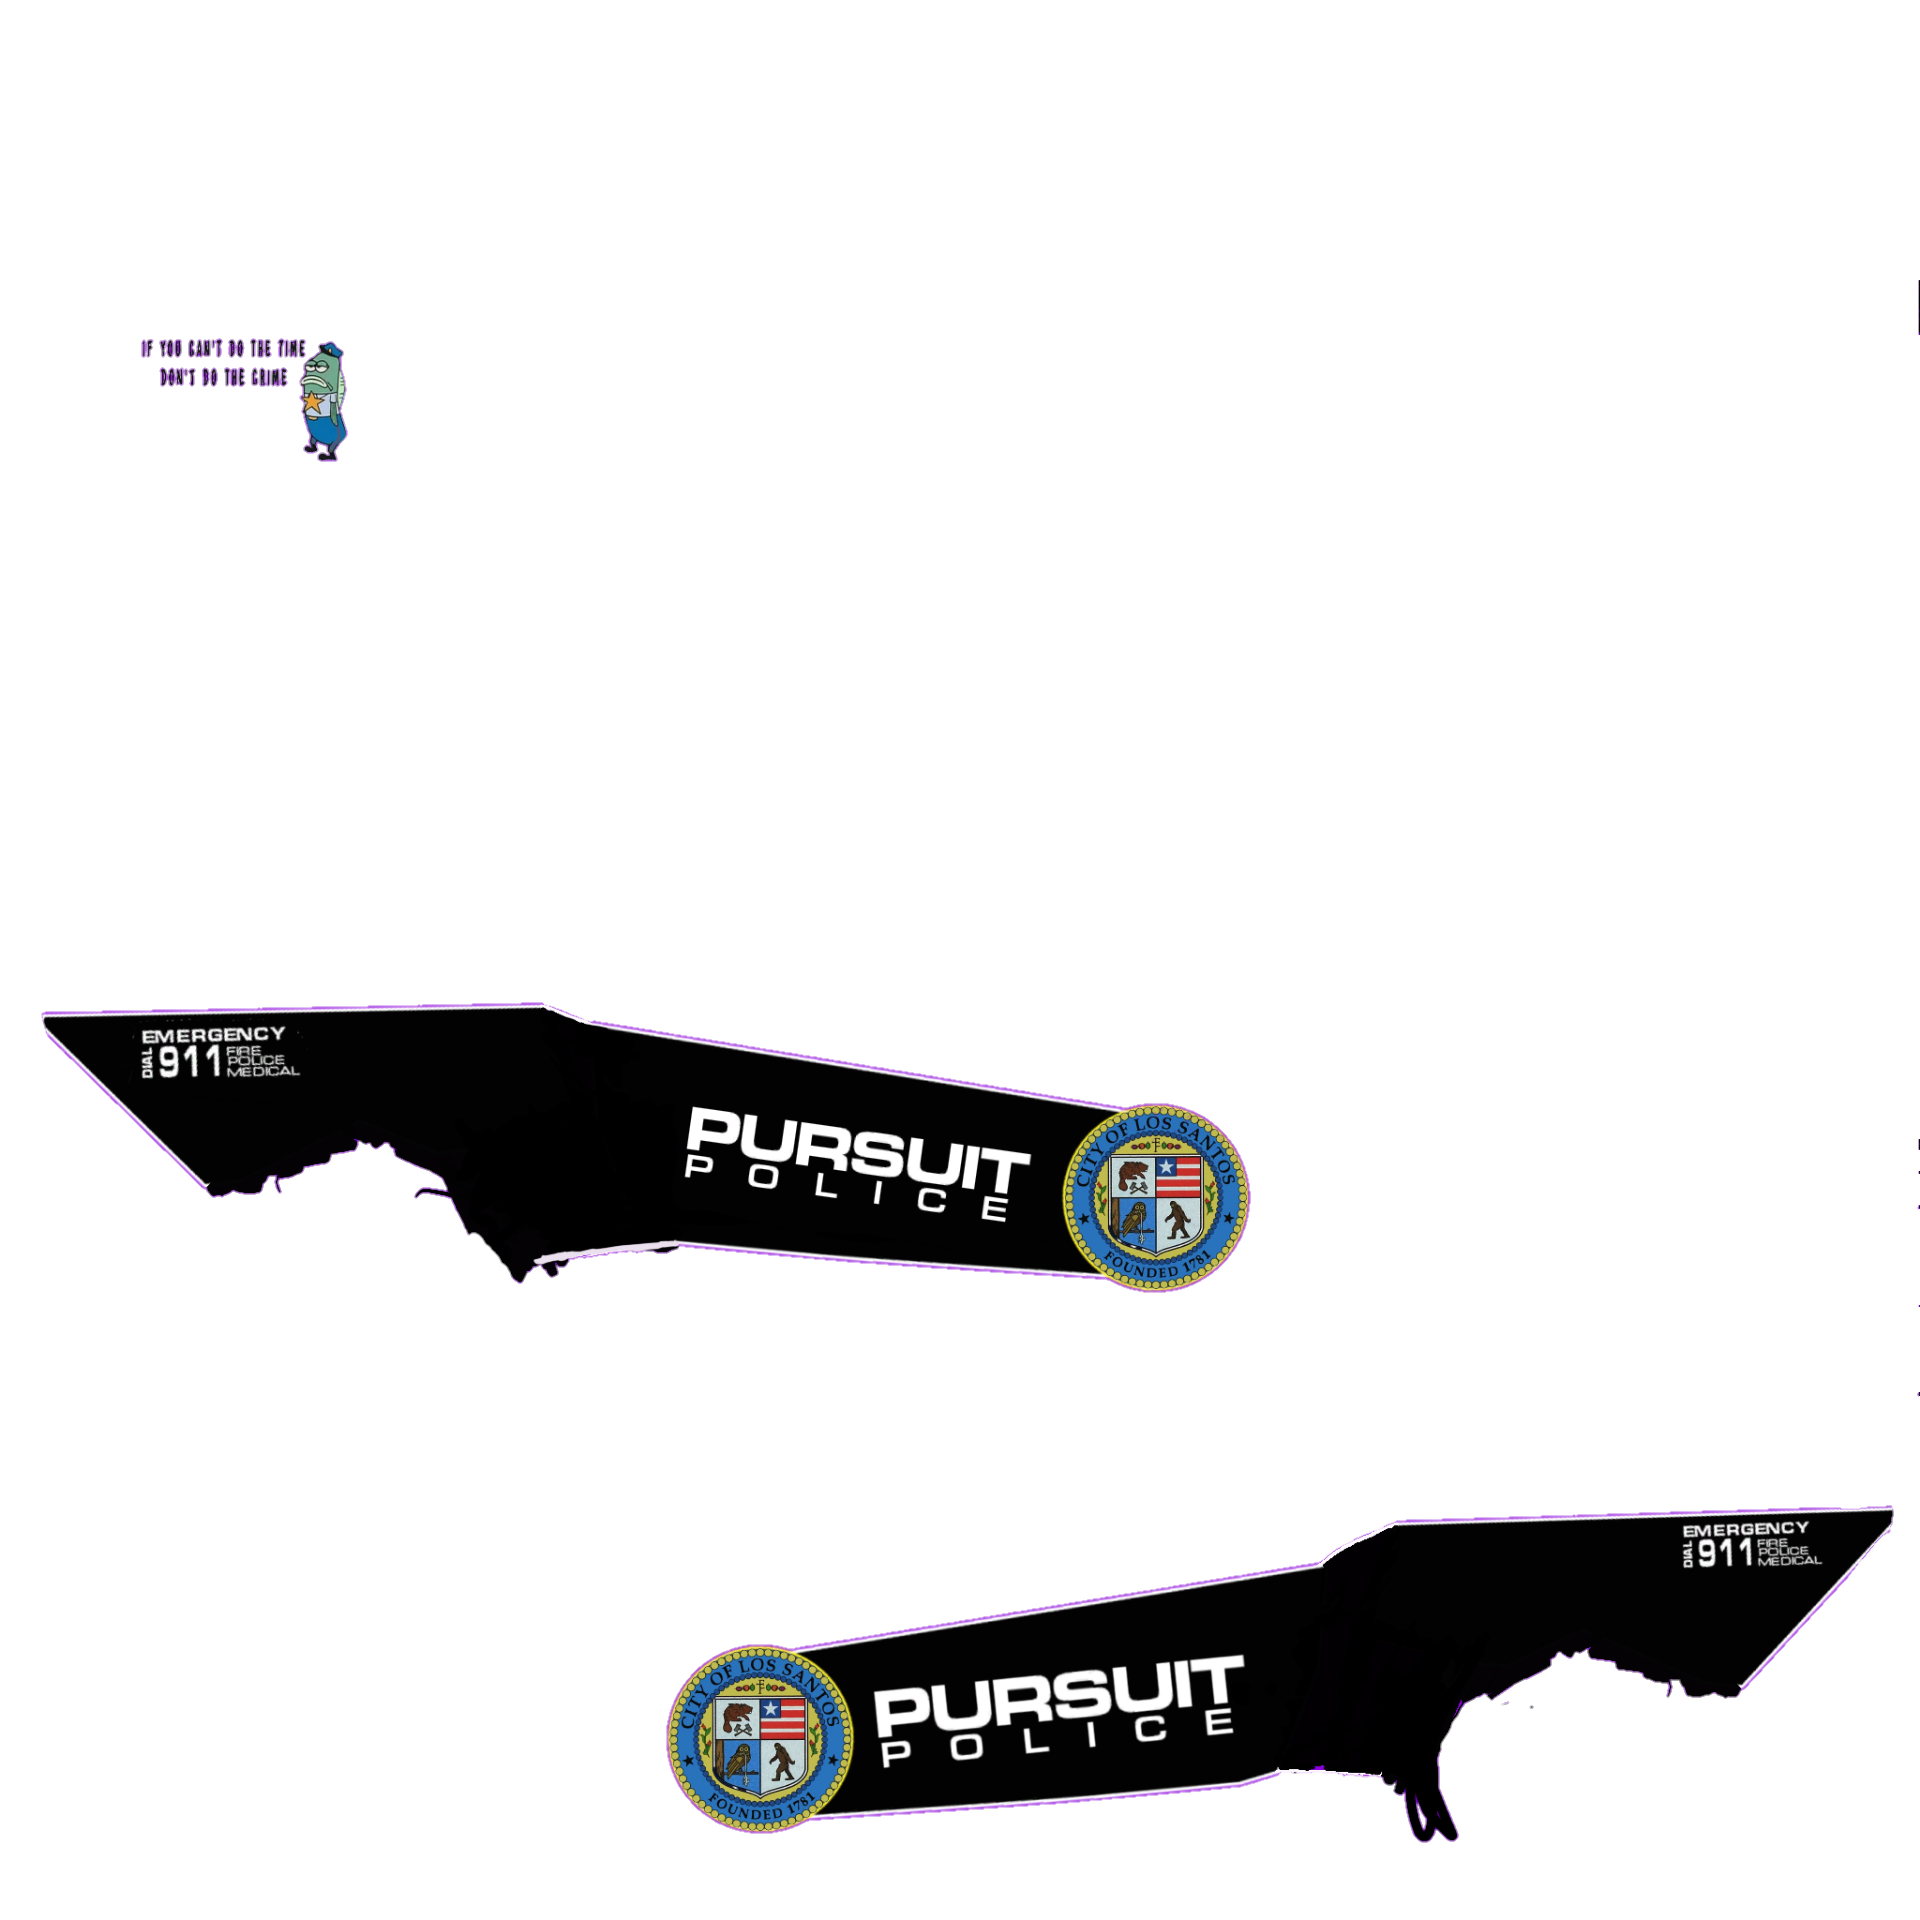 IF YOU CAN'T DO THE TIME
DON'T DO THE CRIME
EMERGENCY
DIAL 911 FIRE
POLICE
MEDICAL
PURSUIT
POLICE
CITY OF LOS SANTOS
FOUNDED 1781
EMERGENCY
DIAL 911 FIRE
POLICE
MEDICAL
CITY OF LOS SANTOS
FOUNDED 1781
PURSUIT
POLICE